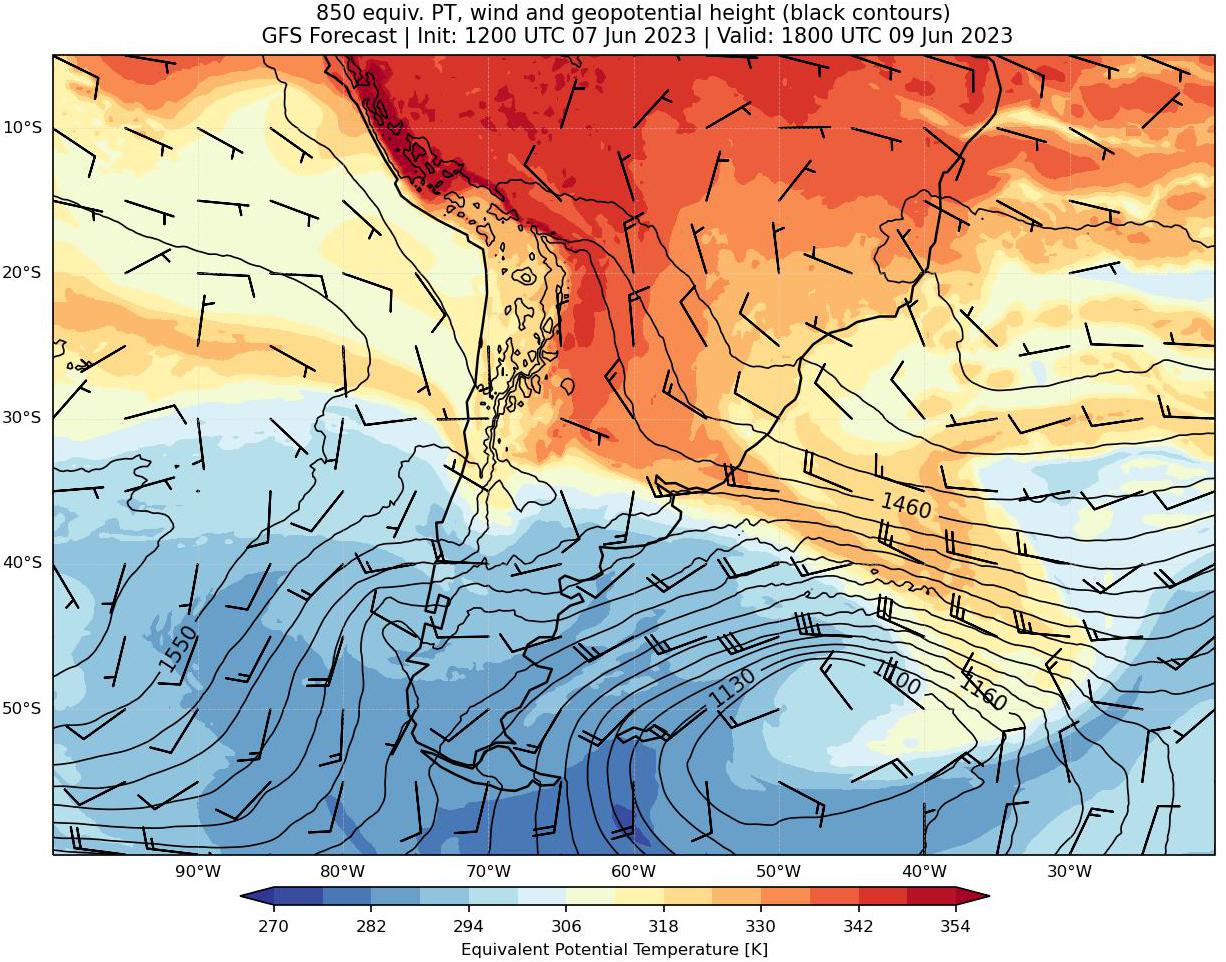 850 equiv. PT, wind and geopotential height (black contours)
GFS Forecast | Init: 1200 UTC 07 Jun 2023 | Valid: 1800 UTC 09 Jun 2023
10°S
20°S
30°S
1460
40°S
1550
1130
1100
1160
50°S
90°W 80°W 70°W 60°W 50°W 40°W 30°W
270 282 294 306 318 330 342 354
Equivalent Potential Temperature [K]